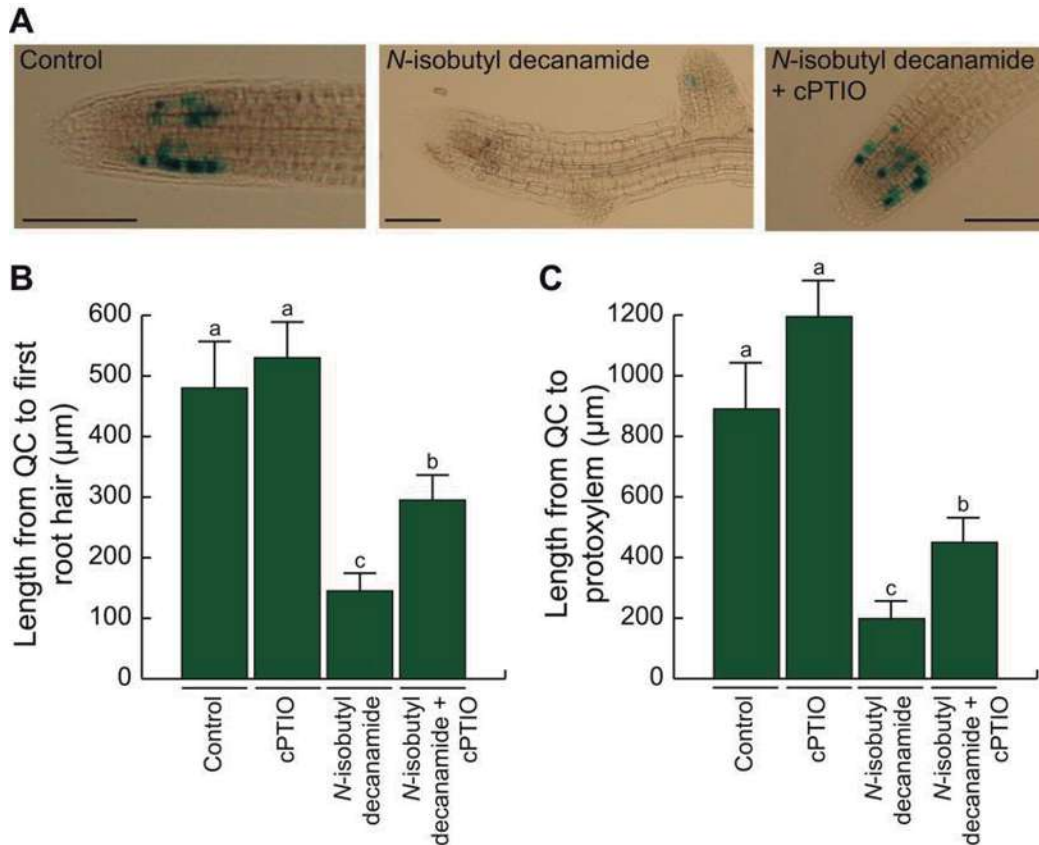 A
Control
N-isobutyl decanamide
N-isobutyl decanamide
+ cPTIO
B
Length from QC to first
root hair (µm)
600
500
400
300
200
100
0
a
a
c
b
Control
cPTIO
N-isobutyl
decanamide
N-isobutyl
decanamide +
cPTIO
C
Length from QC to
protoxylem (µm)
1200
1000
800
600
400
200
0
a
a
c
b
Control
cPTIO
N-isobutyl
decanamide
N-isobutyl
decanamide +
cPTIO